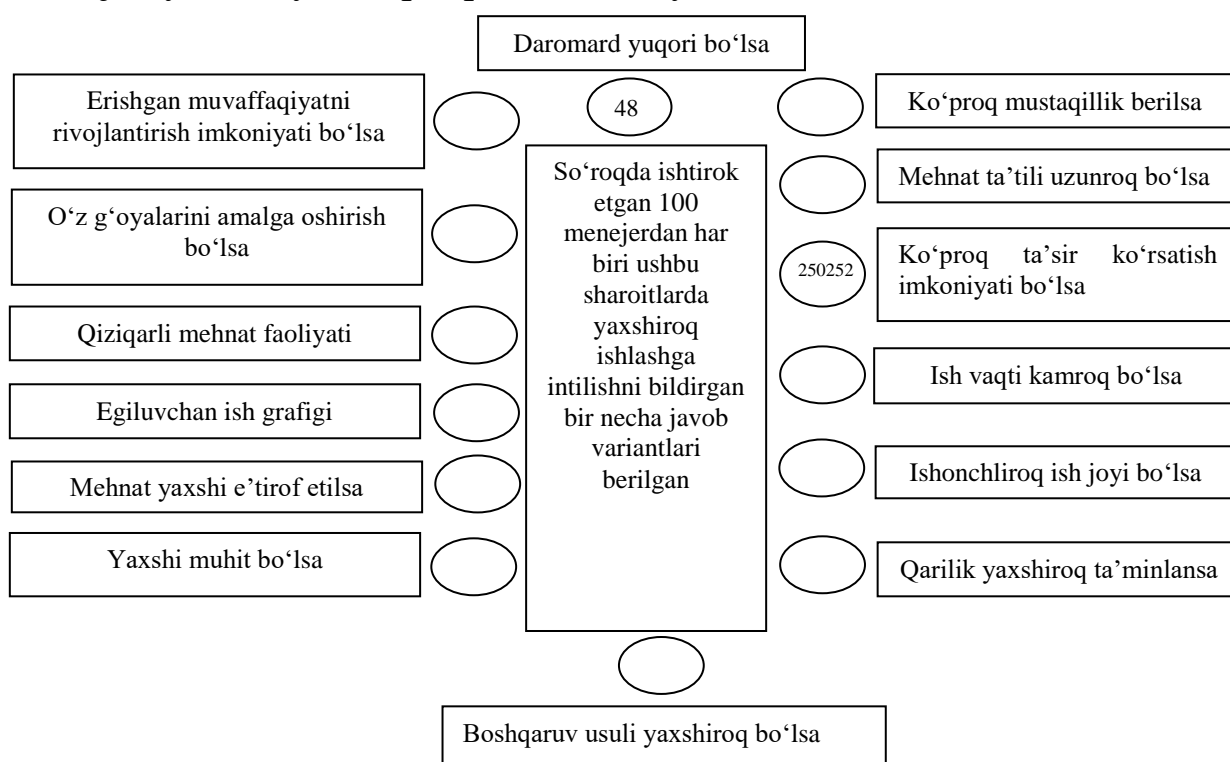 Daromard yuqori bo‘lsa
Erishgan muvaffaqiyatni
rivojlantirish imkoniyati bo‘lsa
O‘z g‘oyalarini amalga oshirish
bo‘lsa
Qiziqarli mehnat faoliyati
Egiluvchan ish grafigi
Mehnat yaxshi e’tirof etilsa
Yaxshi muhit bo‘lsa
48
So‘roqda ishtirok
etgan 100
menejerdan har
biri ushbu
sharoitlarda
yaxshiroq
ishlashga
intilishni bildirgan
bir necha javob
variantlari
berilgan
Ko‘proq mustaqillik berilsa
Mehnat ta’tili uzunroq bo‘lsa
250252
Ko‘proq ta’sir ko‘rsatish
imkoniyati bo‘lsa
Ish vaqti kamroq bo‘lsa
Ishonchliroq ish joyi bo‘lsa
Qarilik yaxshiroq ta’minlansa
Boshqaruv usuli yaxshiroq bo‘lsa